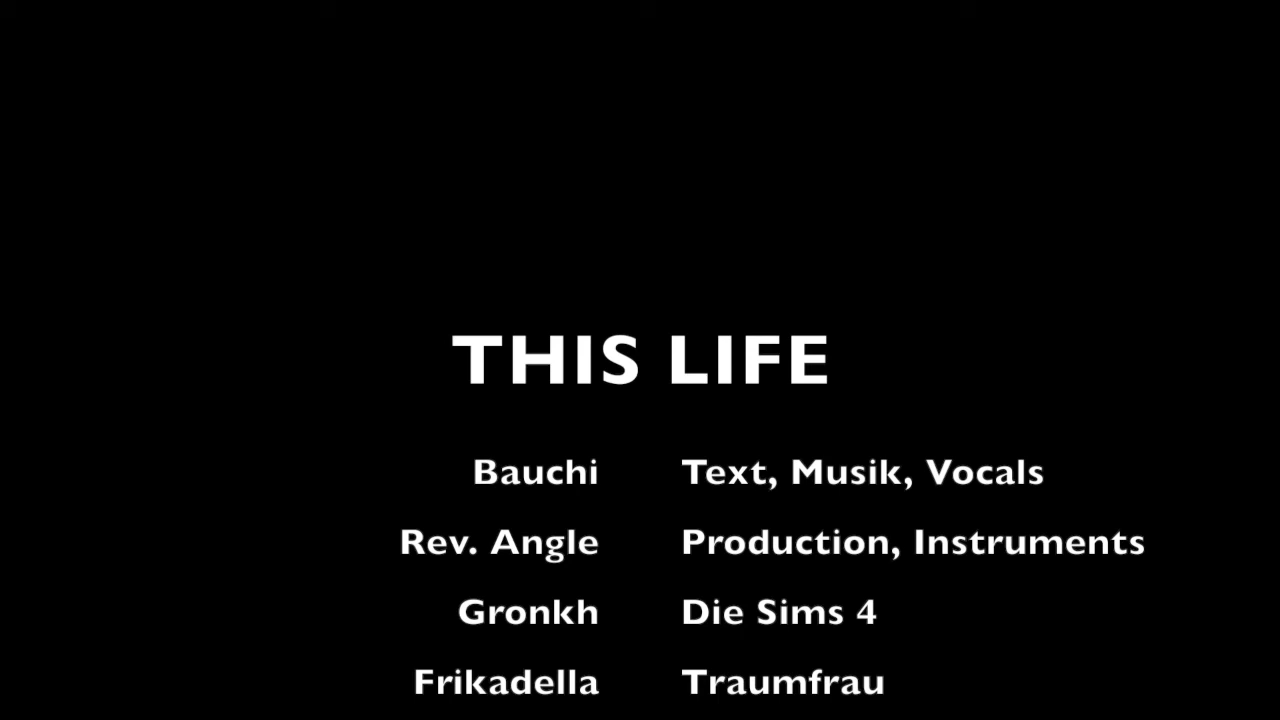 THIS LIFE
Bauchi Text, Musik, Vocals
Rev. Angle Production, Instruments
Gronkh Die Sims 4
Frikadella Traumfrau